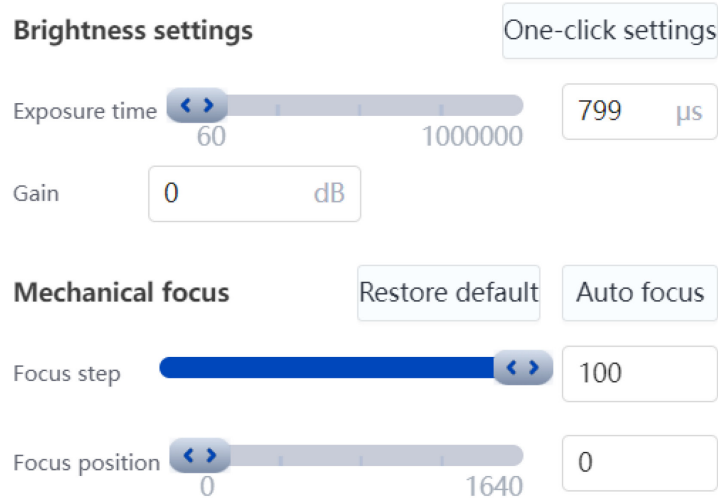 Brightness settings One-click settings
Exposure time 799 μs
60 1000000
Gain 0 dB
Mechanical focus Restore default Auto focus
Focus step 100
Focus position 0
0 1640